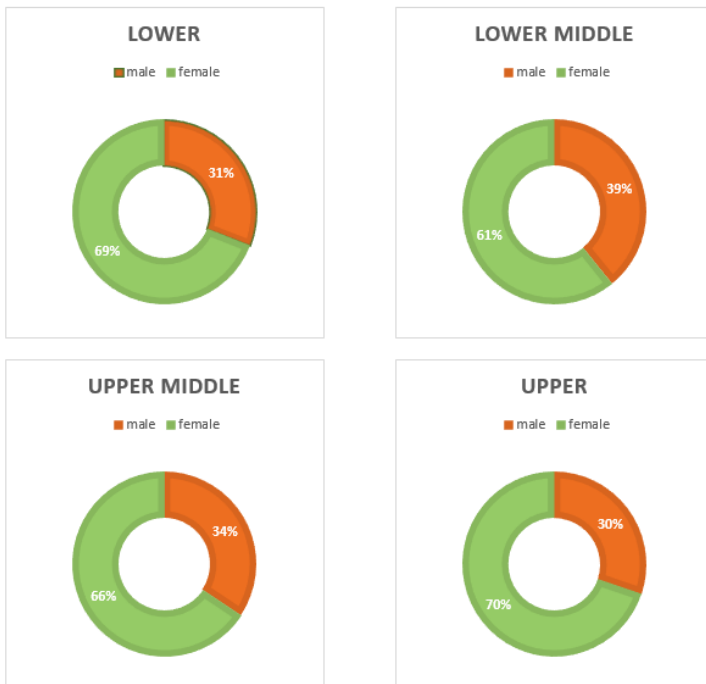 LOWER
male female
31%
69%
LOWER MIDDLE
male female
39%
61%
UPPER MIDDLE
male female
34%
66%
UPPER
male female
30%
70%